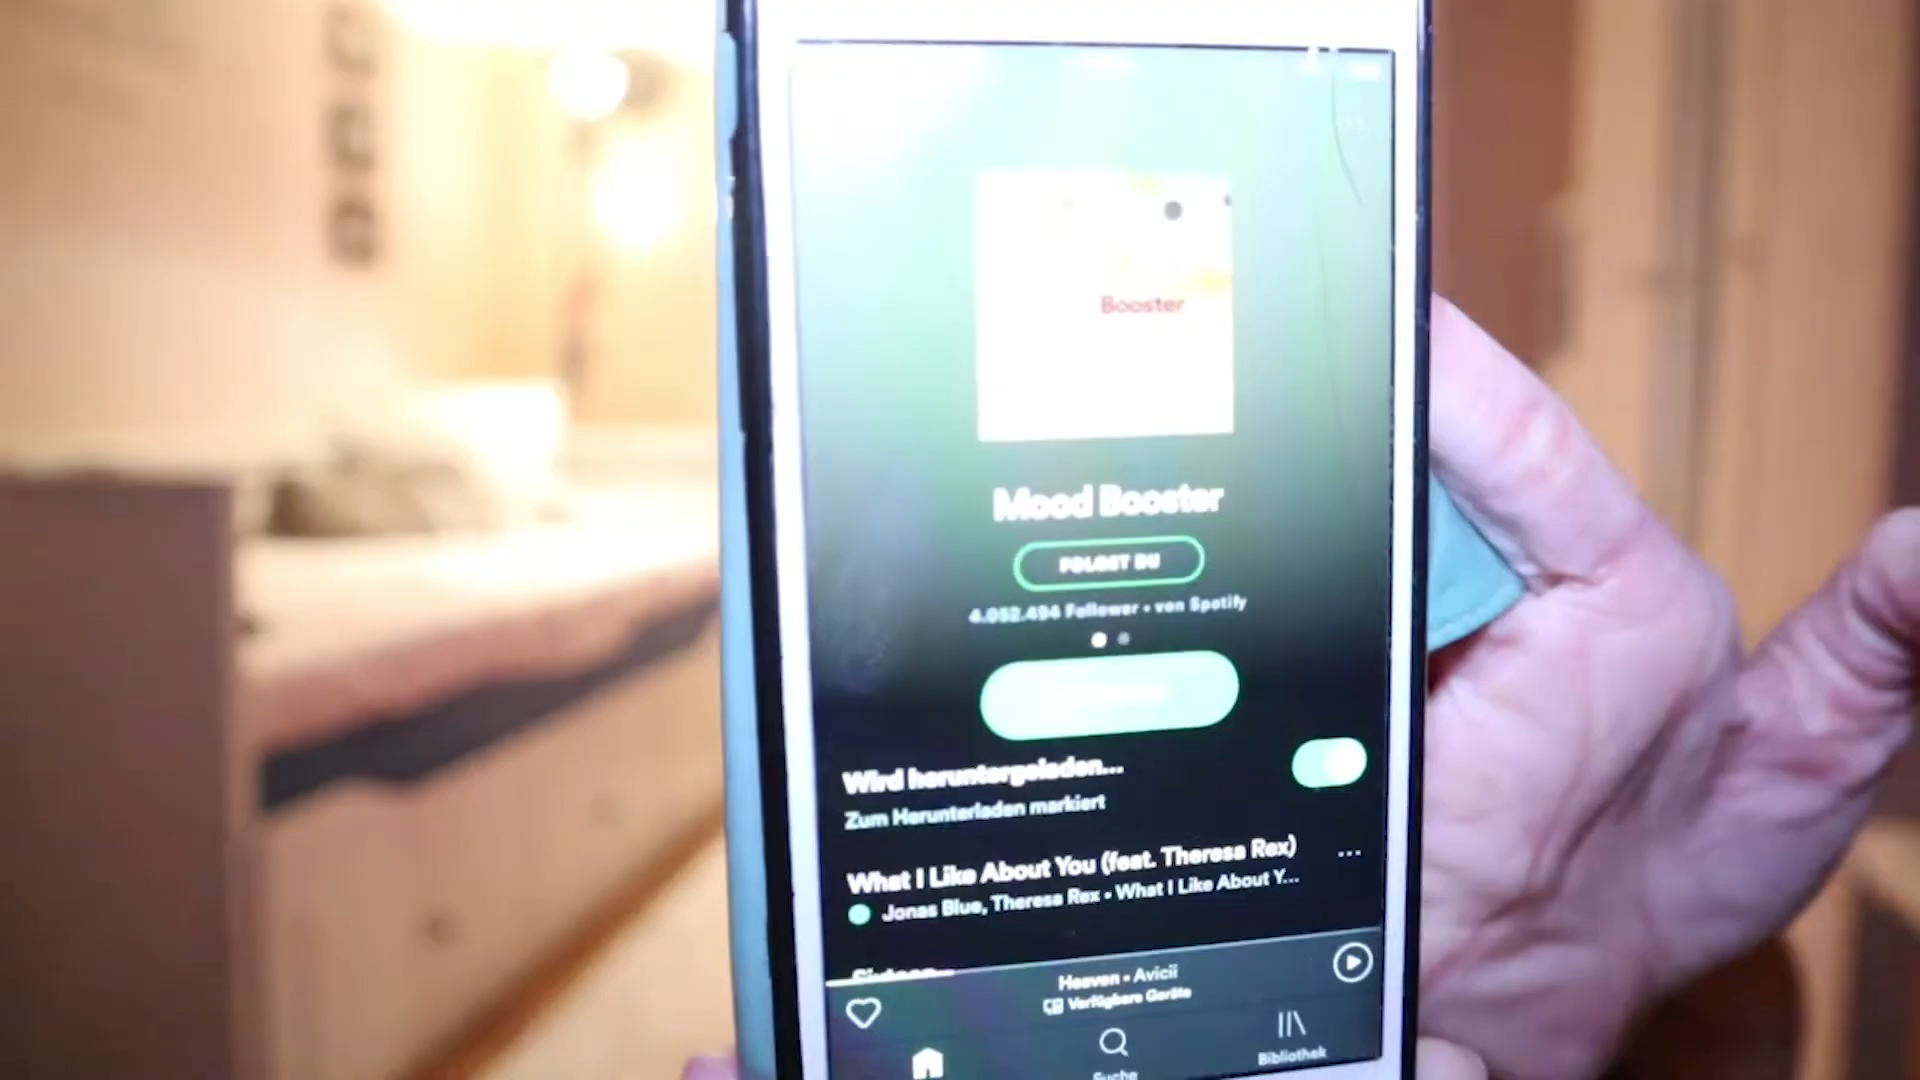 Booster
Mood Booster
FOLGST DU
4.052.494 Follower • von Spotify
Wird heruntergeladen...
Zum Herunterladen markiert
What I Like About You (feat. Theresa Rex)
Jonas Blue, Theresa Rex • What I Like About Y...
Heaven • Avicii
Verfügbare Geräte
Suche
Bibliothek